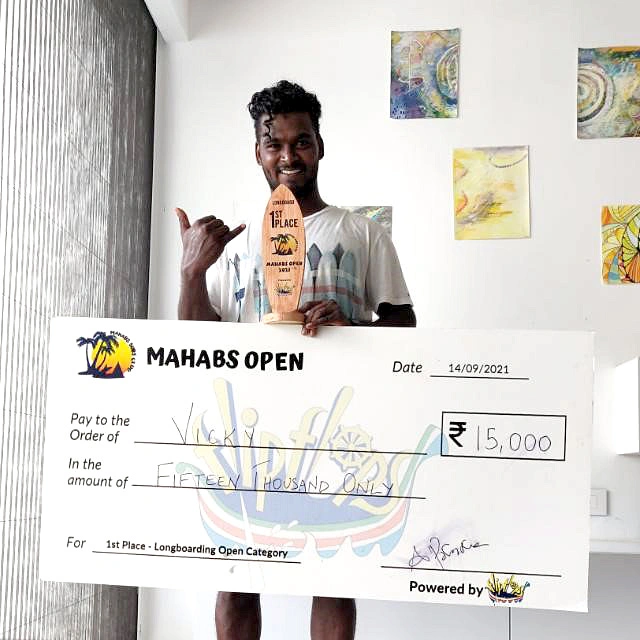 LONGBOARD
1ST
PLACE
MAHABS OPEN
2021
MAHABS OPEN
Date 14/09/2021
Pay to the
Order of VICKY
₹ 15,000
In the
amount of FIFTEEN THOUSAND ONLY
flipflops
For 1st Place - Longboarding Open Category
Powered by